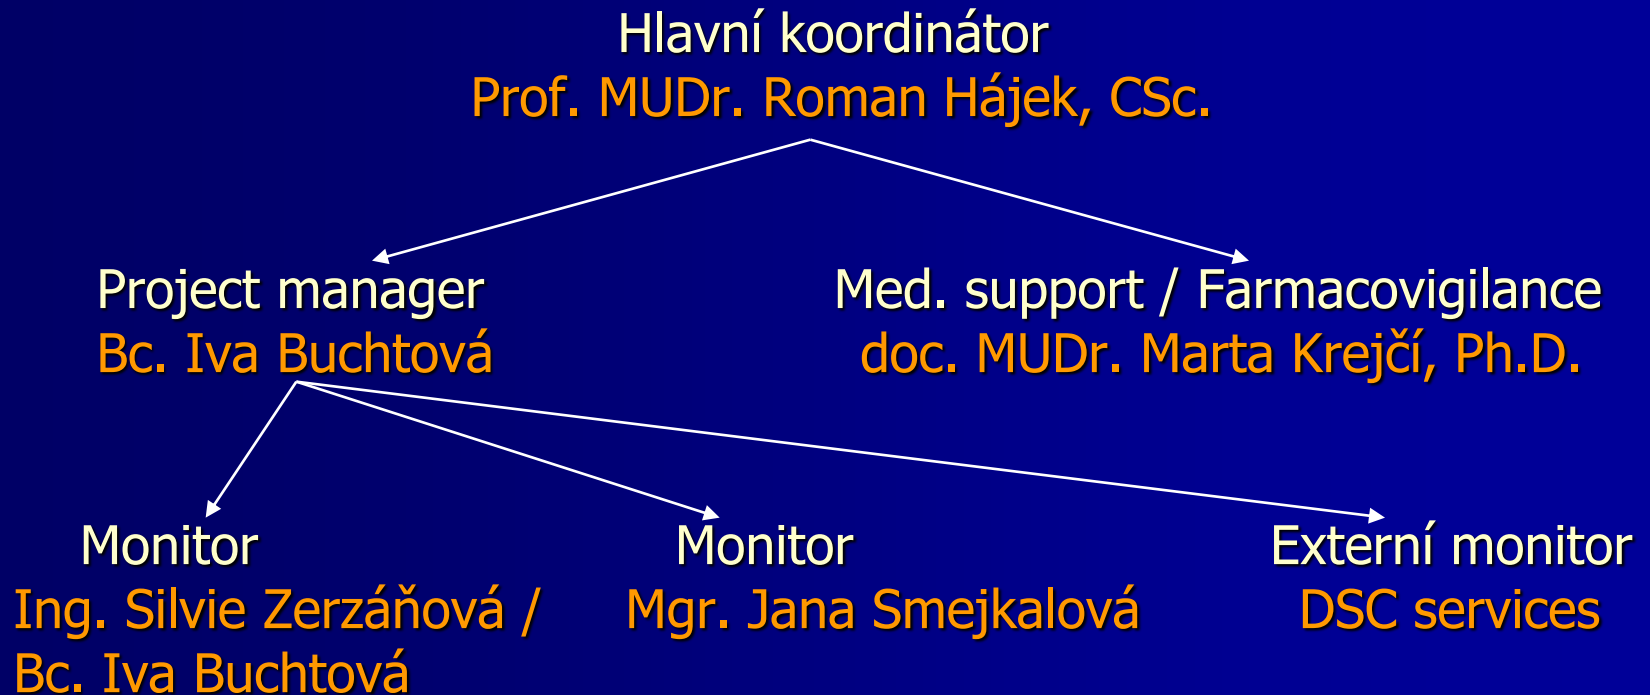 Hlavní koordinátor
Prof. MUDr. Roman Hájek, CSc.
Project manager
Bc. Iva Buchtová
Med. support / Farmacovigilance
doc. MUDr. Marta Krejčí, Ph.D.
Monitor
Ing. Silvie Zerzáňová /
Bc. Iva Buchtová
Monitor
Mgr. Jana Smejkalová
Externí monitor
DSC services